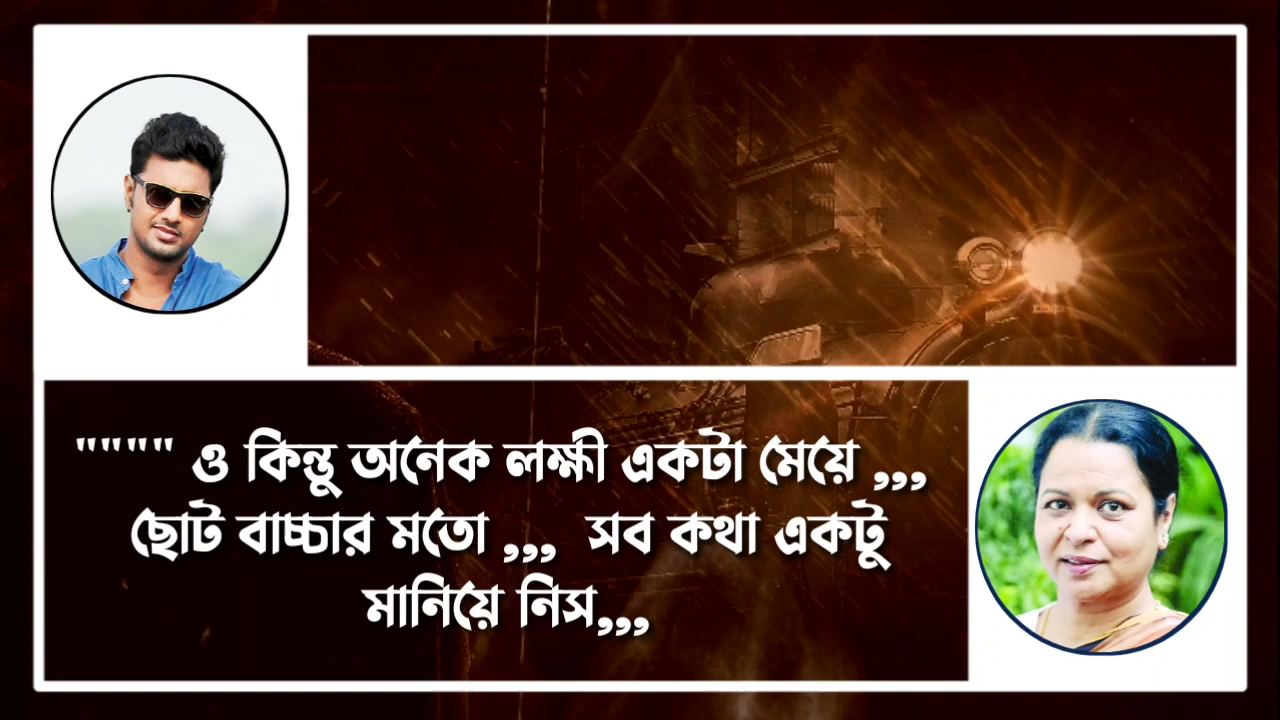 """" ও কিন্তু অনেক লক্ষী একটা মেয়ে ,,,
ছোট বাচ্চার মতো ,,, সব কথা একটু
মানিয়ে নিস,,,